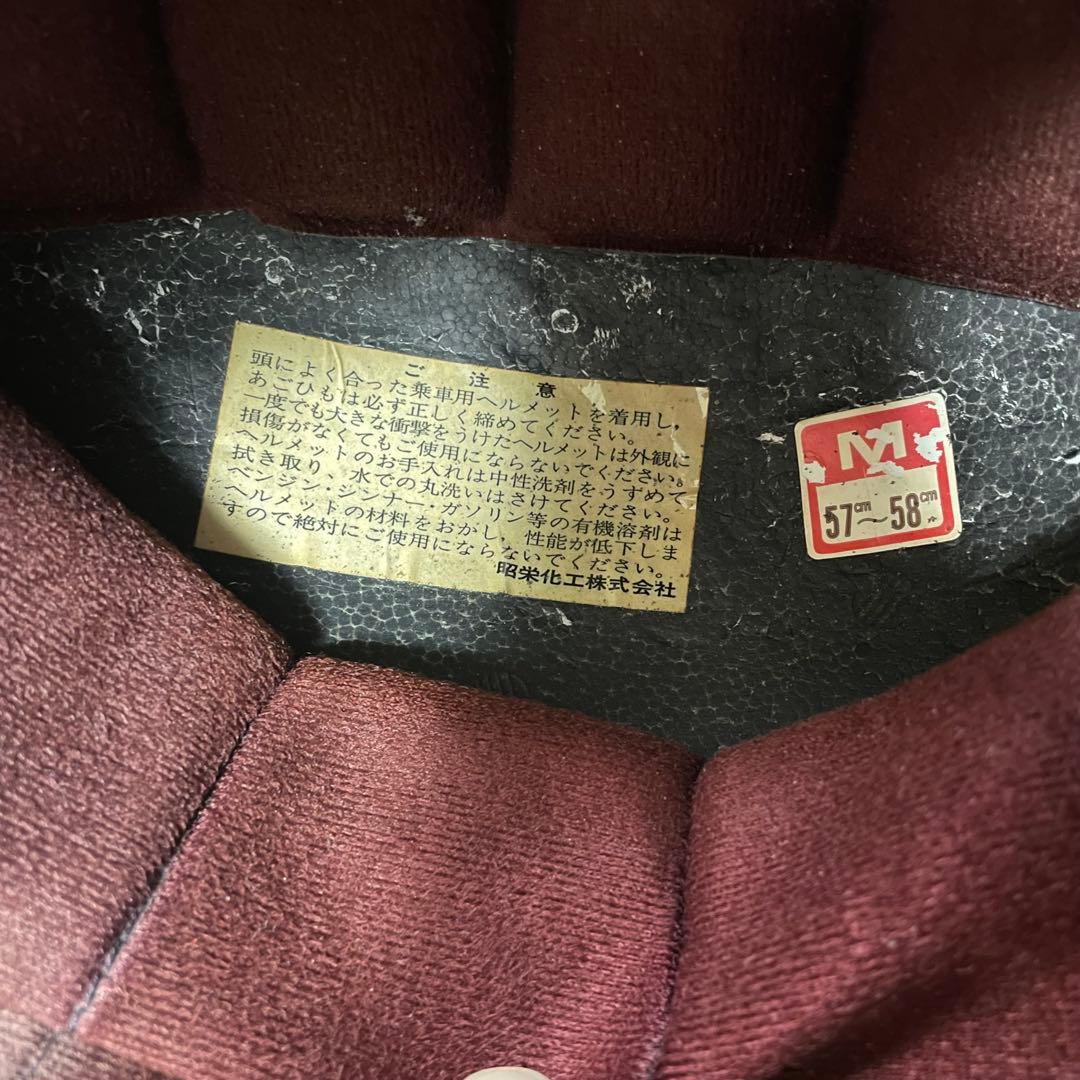 ご注意
頭によく合った乗車用ヘルメットを着用し,
あごひもは必ず正しく締めてください。
一度でも大きな衝撃をうけたヘルメットは外観に
損傷がなくてもご使用にならないでください。
ヘルメットのお手入れは中性洗剤をうすめて
拭き取り,水での丸洗いはさけてください。
ベンジン・シンナー・ガソリン等の有機溶剤は
ヘルメットの材料をおかし,性能が低下しま
すので絶対にご使用にならないでください。
昭栄化工株式会社
M
57cm〜58cm